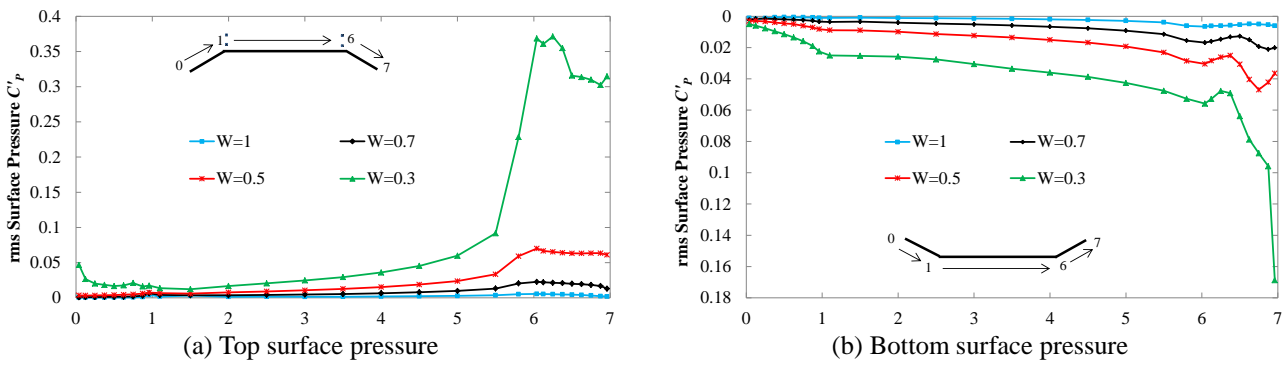 rms Surface Pressure C'P
0.4
0.35
0.3
0.25
0.2
0.15
0.1
0.05
0
0 1 2 3 4 5 6 7
0 1 6 7
W=1 W=0.7
W=0.5 W=0.3
(a) Top surface pressure
rms Surface Pressure C'P
0
0.02
0.04
0.06
0.08
0.1
0.12
0.14
0.16
0.18
W=1 W=0.7
W=0.5 W=0.3
0 1 6 7
0 1 2 3 4 5 6 7
(b) Bottom surface pressure